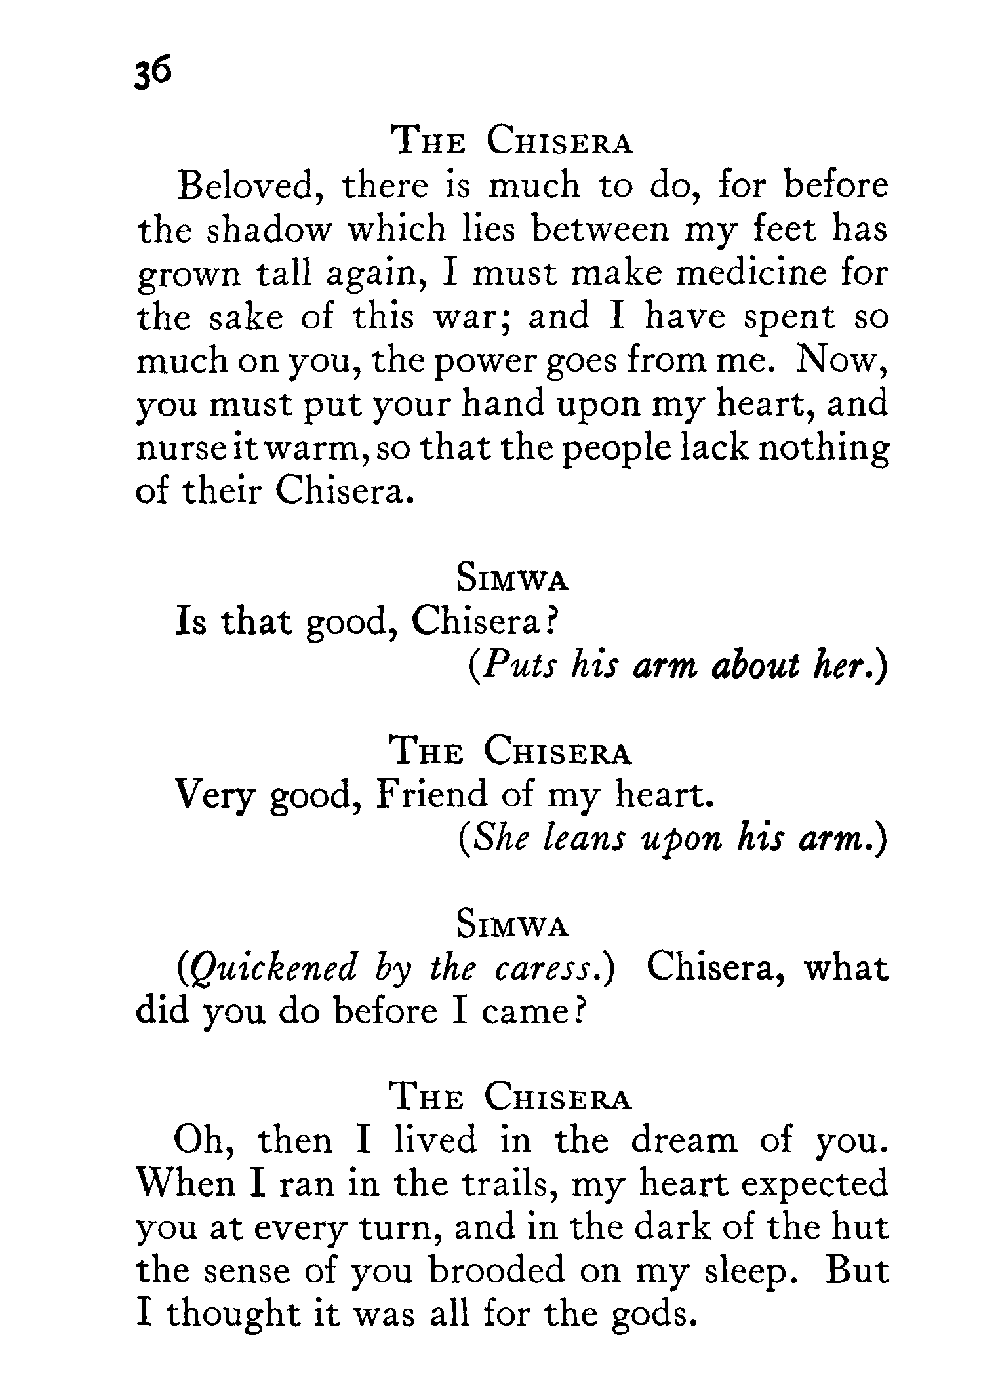 36
The Chisera
Beloved, there is much to do, for before
the shadow which lies between my feet has
grown tall again, I must make medicine for
the sake of this war; and I have spent so
much on you, the power goes from me. Now,
you must put your hand upon my heart, and
nurse it warm, so that the people lack nothing
of their Chisera.
Simwa
Is that good, Chisera?
(Puts his arm about her.)
The Chisera
Very good, Friend of my heart.
(She leans upon his arm.)
Simwa
(Quickened by the caress.) Chisera, what
did you do before I came?
The Chisera
Oh, then I lived in the dream of you.
When I ran in the trails, my heart expected
you at every turn, and in the dark of the hut
the sense of you brooded on my sleep. But
I thought it was all for the gods.